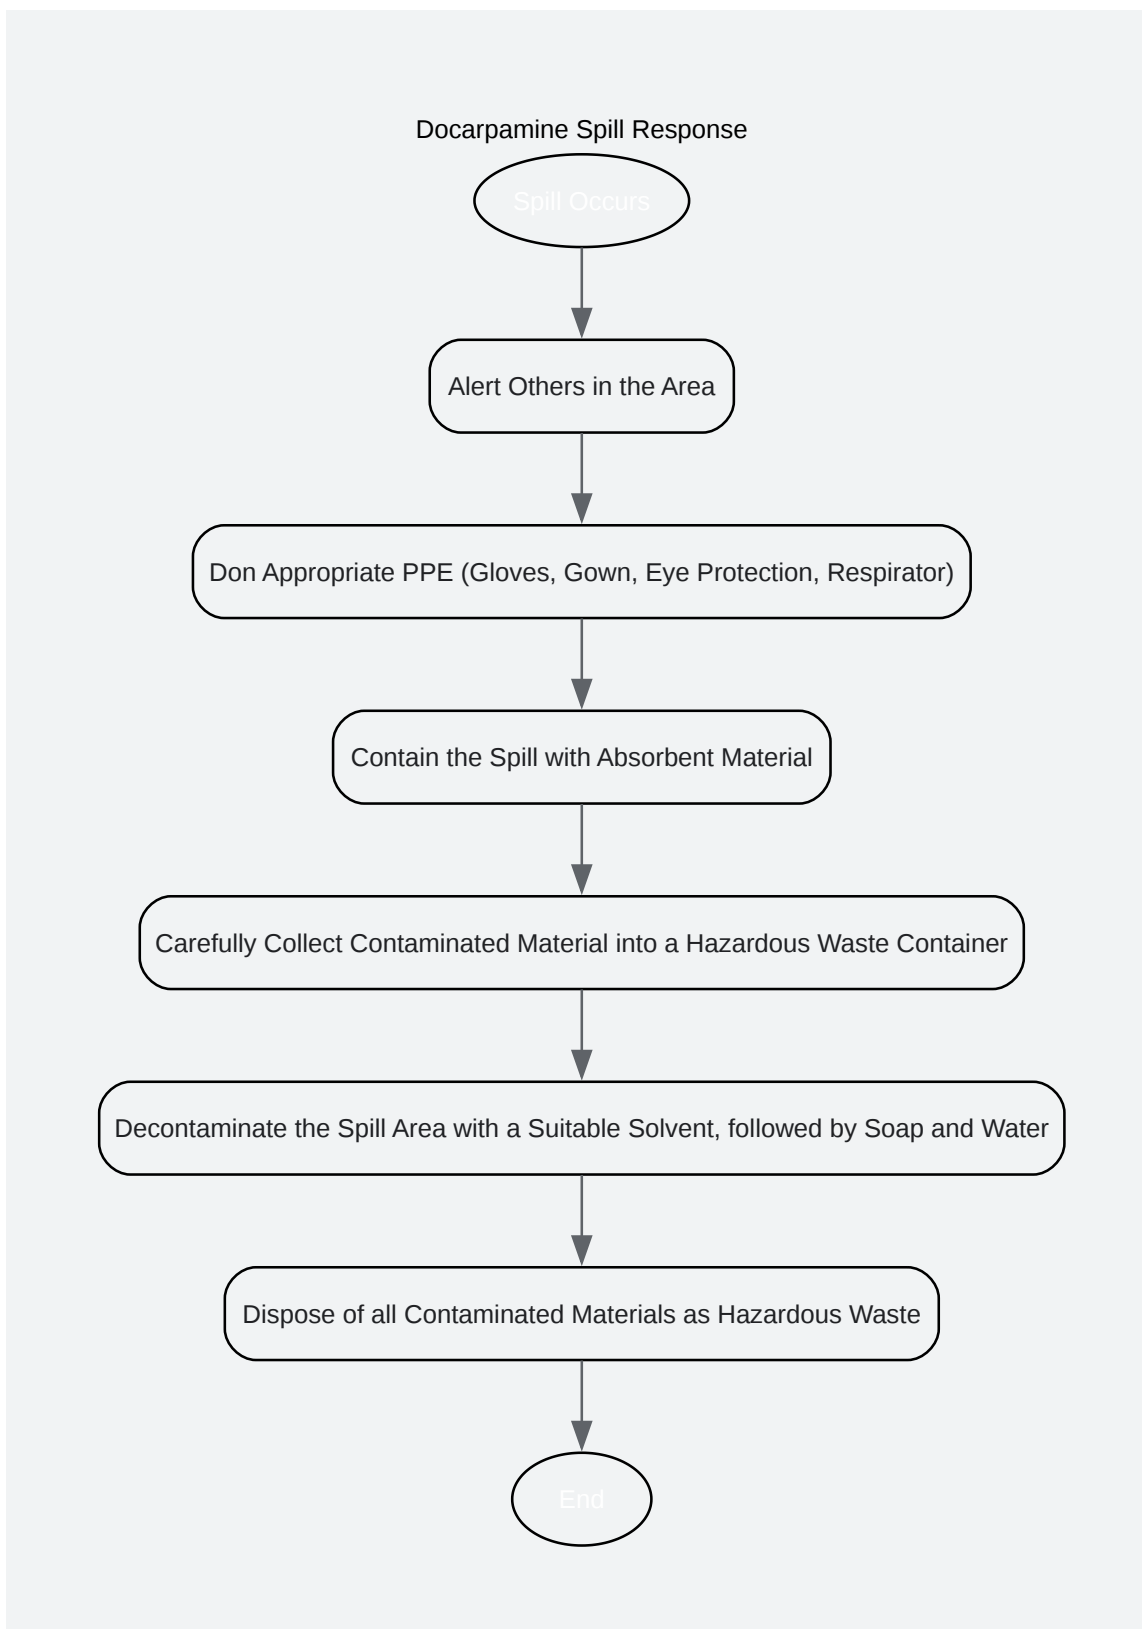 Docarpamine Spill Response
Spill Occurs
Alert Others in the Area
Don Appropriate PPE (Gloves, Gown, Eye Protection, Respirator)
Contain the Spill with Absorbent Material
Carefully Collect Contaminated Material into a Hazardous Waste Container
Decontaminate the Spill Area with a Suitable Solvent, followed by Soap and Water
Dispose of all Contaminated Materials as Hazardous Waste
End